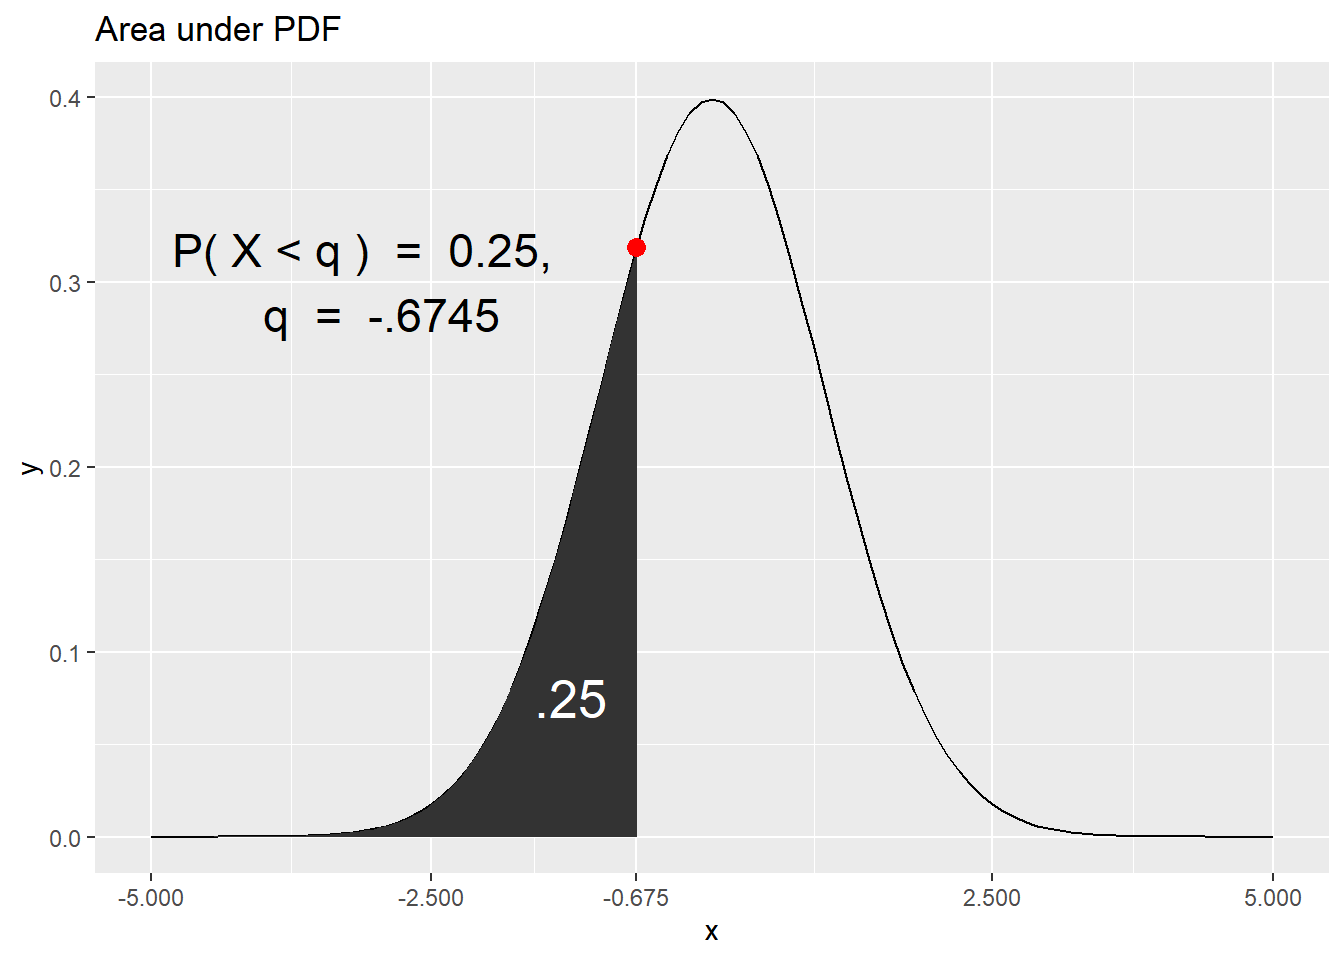 Area under PDF
0.4
P( X < q )  =  0.25,
0.3
q  =  -.6745
y
0.2
0.1
.25
0.0
-5.000 -2.500 -0.675 2.500 5.000
x